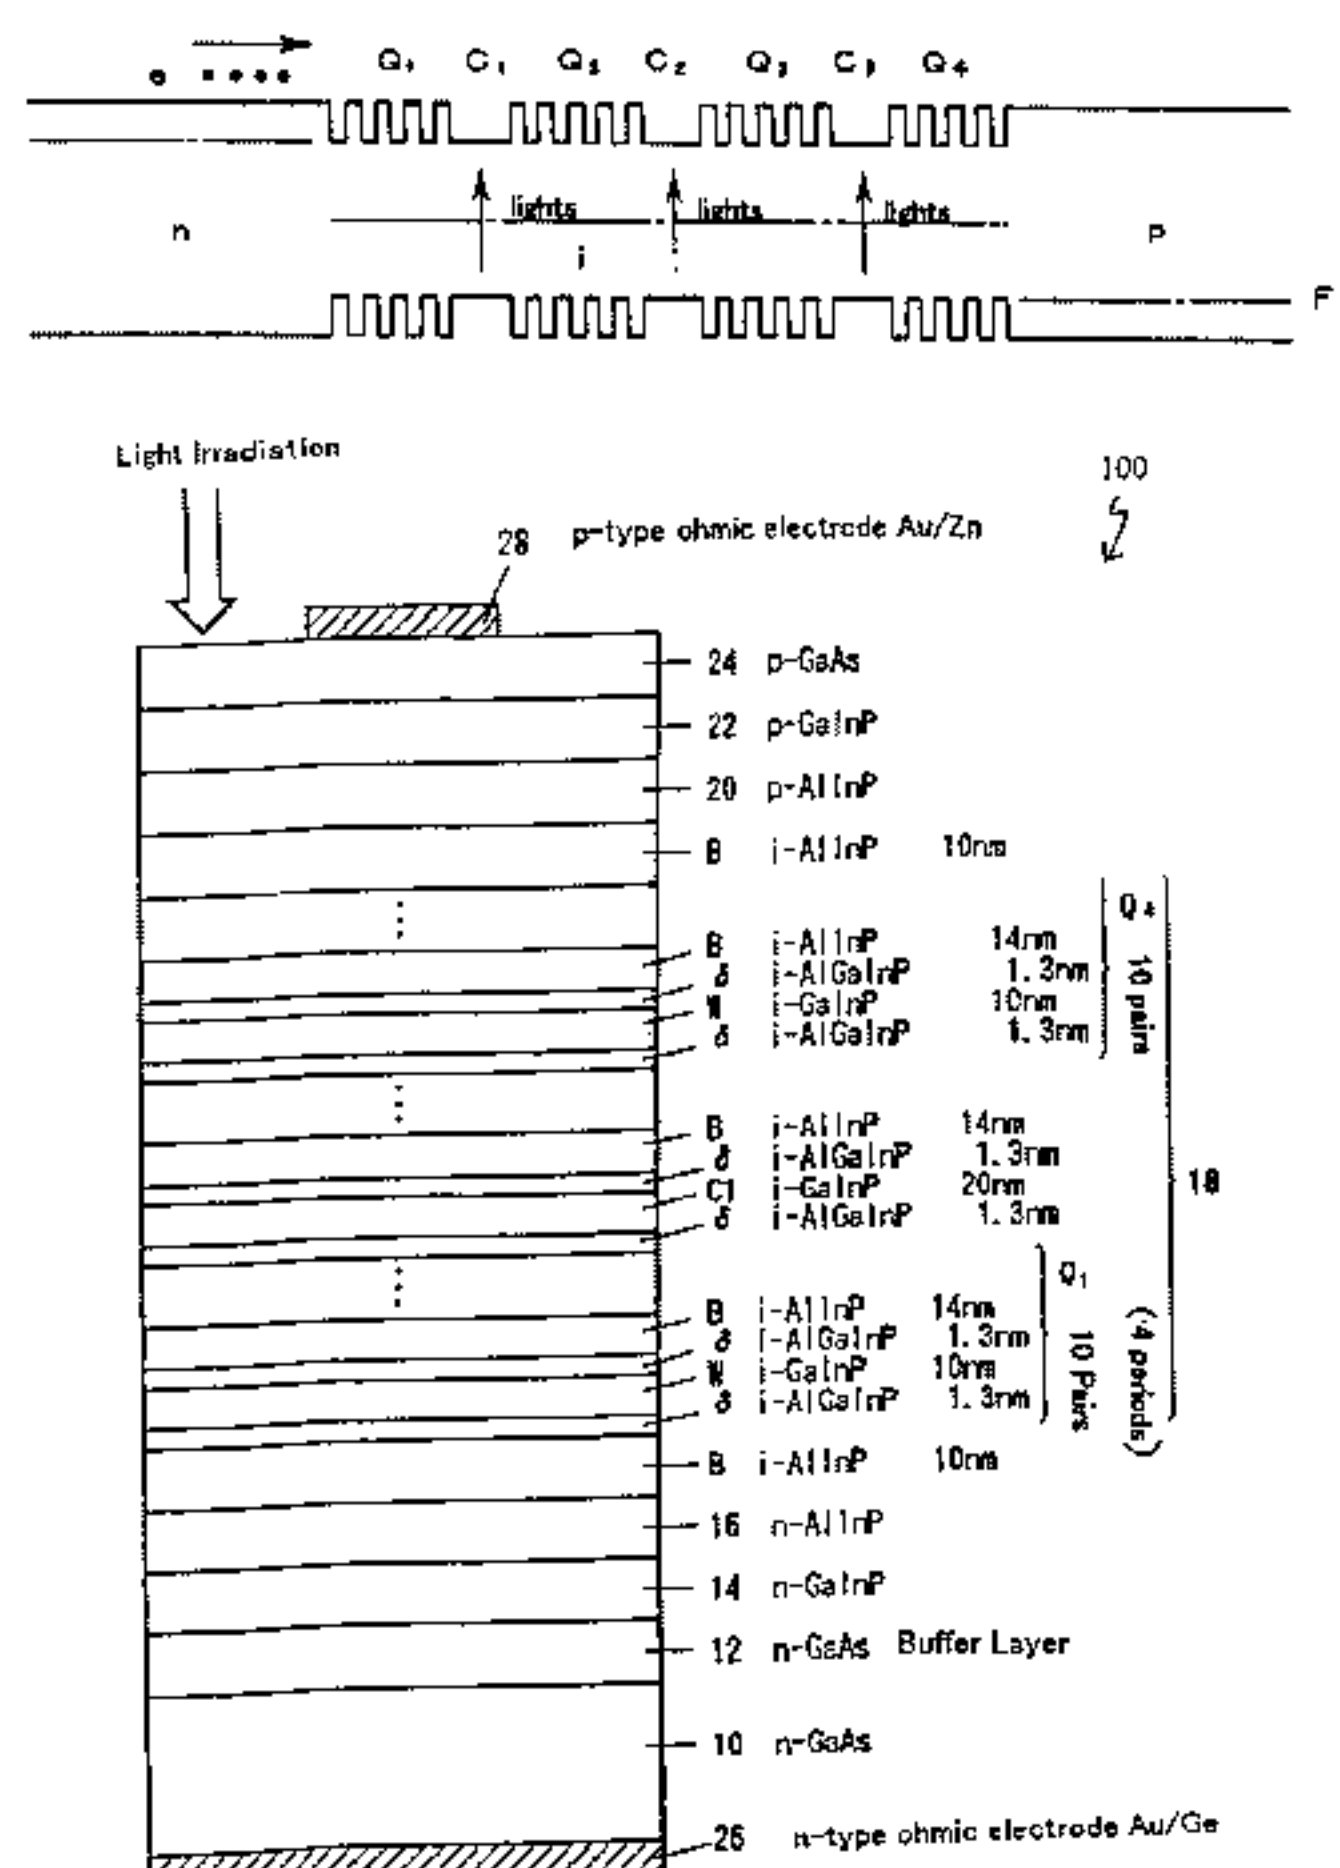 Q₁ C₁ Q₂ C₂ Q₃ C₃ Q₄
lights lights lights
n i P
F
Light Irradiation
100
28 p-type ohmic electrode Au/Zn
24 p-GaAs
22 p-GaInP
20 p-AlInP
B i-AlInP 10nm
Q₄
B i-AlInP 14nm
δ i-AlGaInP 1.3nm
W i-GaInP 10nm
δ i-AlGaInP 1.3nm
10 pairs
B i-AlInP 14nm
δ i-AlGaInP 1.3nm
C1 i-GaInP 20nm
δ i-AlGaInP 1.3nm
18
Q₁
B i-AlInP 14nm
δ i-AlGaInP 1.3nm
W i-GaInP 10nm
δ i-AlGaInP 1.3nm
10 Pairs
(4 periods)
B i-AlInP 10nm
16 n-AlInP
14 n-GaInP
12 n-GaAs Buffer Layer
10 n-GaAs
26 n-type ohmic electrode Au/Ge